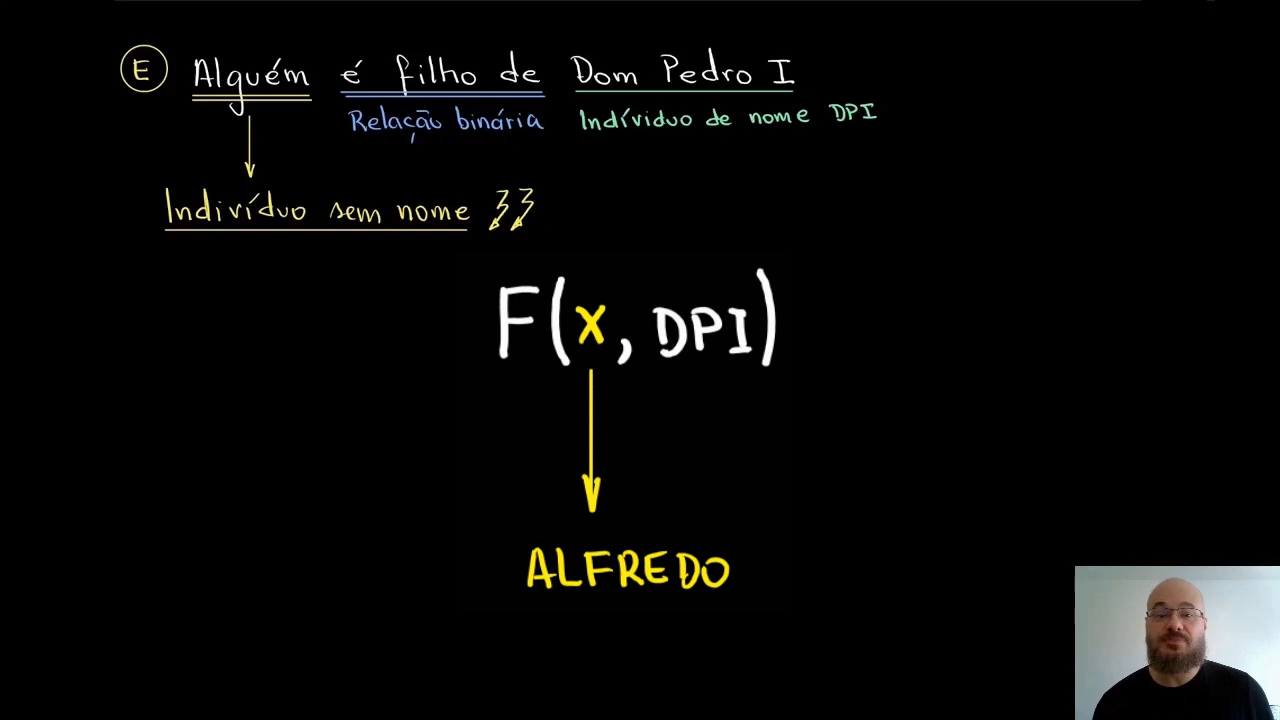 E Alguém é filho de Dom Pedro I
Relação binária Indivíduo de nome DPI
Indivíduo sem nome
F(x, DPI)
ALFREDO